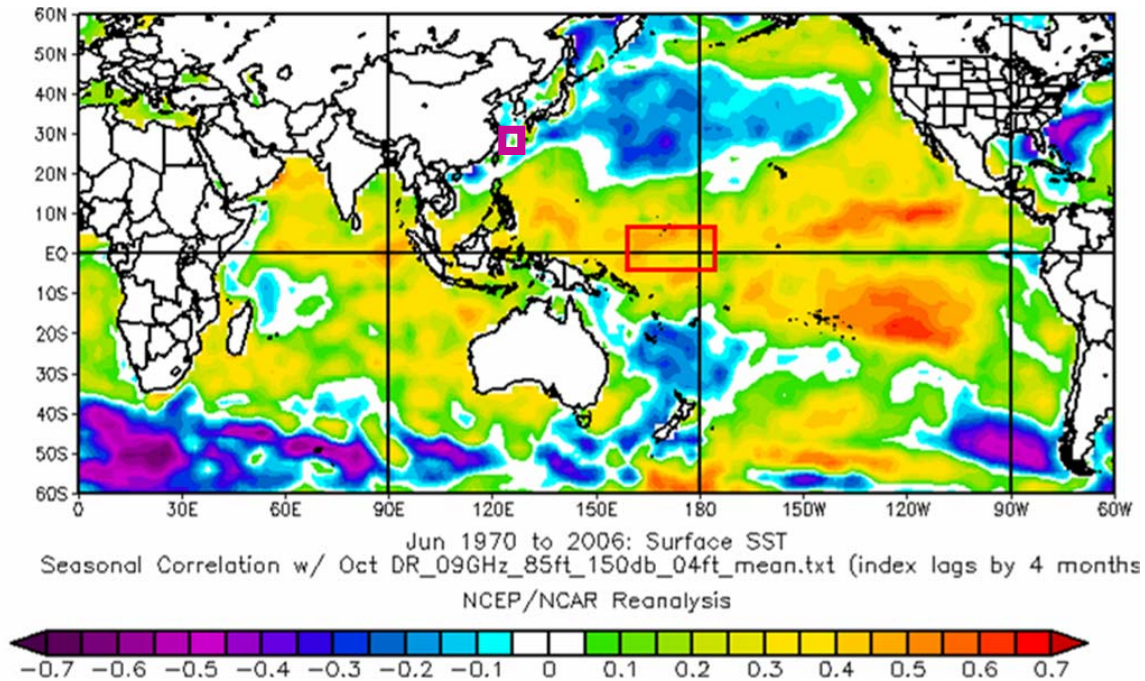 60N
50N
40N
30N
20N
10N
EQ
10S
20S
30S
40S
50S
60S
0 30E 60E 90E 120E 150E 180 150W 120W 90W 60W
Jun 1970 to 2006: Surface SST
Seasonal Correlation w/ Oct DR_09GHz_85ft_150db_04ft_mean.txt (index lags by 4 months
NCEP/NCAR Reanalysis
-0.7 -0.6 -0.5 -0.4 -0.3 -0.2 -0.1 0 0.1 0.2 0.3 0.4 0.5 0.6 0.7